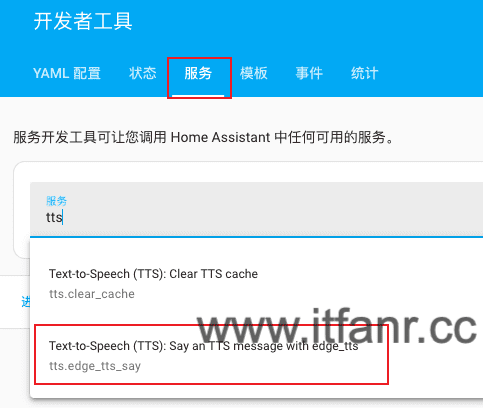 开发者工具
YAML 配置 状态 服务 模板 事件 统计
服务开发工具可让您调用 Home Assistant 中任何可用的服务。
服务
tts
Text-to-Speech (TTS): Clear TTS cache
tts.clear_cache
进
www.itfanr.cc
Text-to-Speech (TTS): Say an TTS message with edge_tts
tts.edge_tts_say